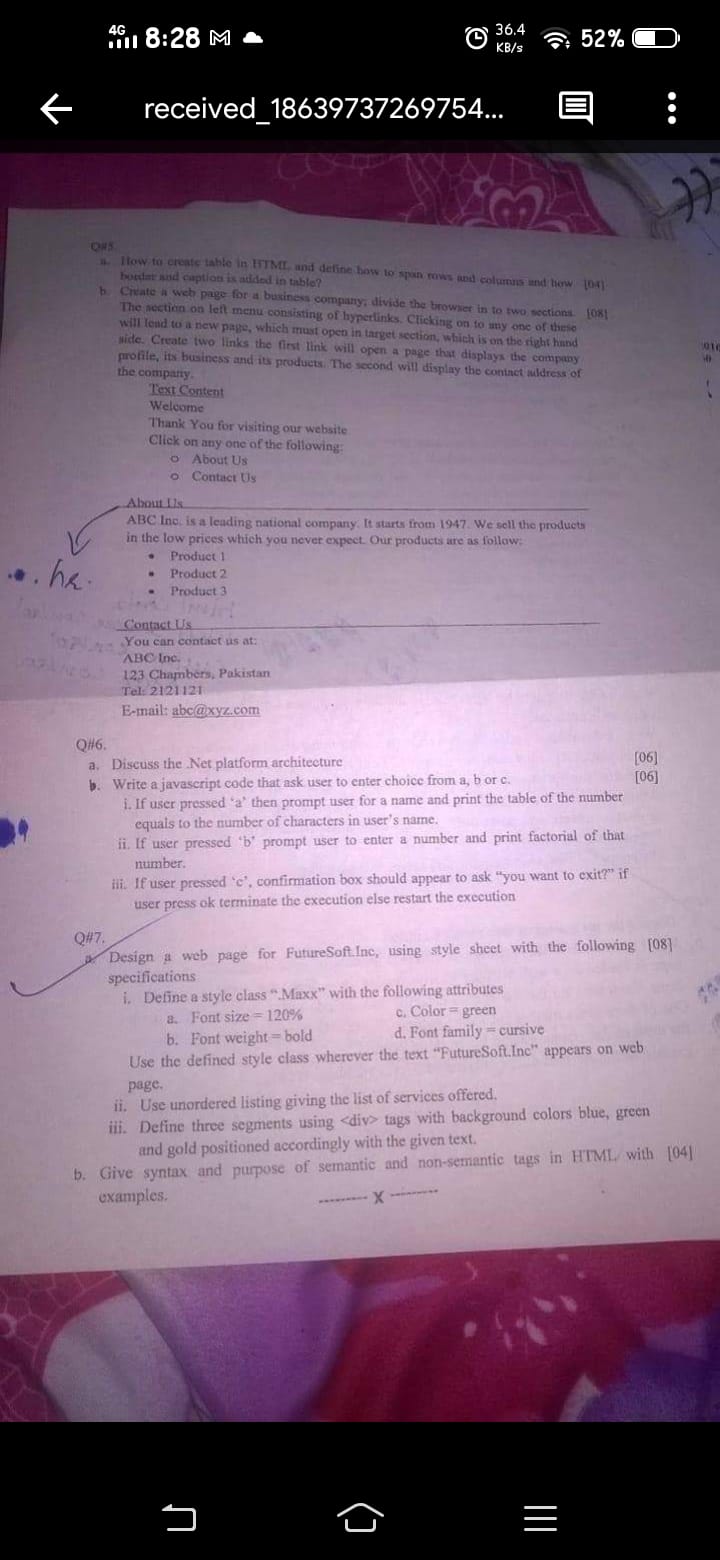 4G 8:28 M 36.4 KB/s 52%
received_18639737269754...
Q#5
a. How to create table in HTML and define how to span rows and columns and how [04]
border and caption is added in table?
b. Create a web page for a business company; divide the browser in to two sections. [08]
The section on left menu consisting of hyperlinks. Clicking on to any one of these
will lead to a new page, which must open in target section, which is on the right hand
side. Create two links the first link will open a page that displays the company
profile, its business and its products. The second will display the contact address of
the company.
Text Content
Welcome
Thank You for visiting our website
Click on any one of the following:
o About Us
o Contact Us
About Us
ABC Inc. is a leading national company. It starts from 1947. We sell the products
in the low prices which you never expect. Our products are as follow:
• Product 1
• Product 2
• Product 3
hr.
Contact Us
You can contact us at:
ABC Inc.
123 Chambers, Pakistan
Tel: 2121121
E-mail: abc@xyz.com
Q#6.
a. Discuss the .Net platform architecture [06]
b. Write a javascript code that ask user to enter choice from a, b or c. [06]
i. If user pressed ‘a’ then prompt user for a name and print the table of the number
equals to the number of characters in user's name.
ii. If user pressed ‘b’ prompt user to enter a number and print factorial of that
number.
iii. If user pressed ‘c’, confirmation box should appear to ask “you want to exit?” if
user press ok terminate the execution else restart the execution
Q#7.
a. Design a web page for FutureSoft.Inc, using style sheet with the following [08]
specifications
i. Define a style class “.Maxx” with the following attributes
a. Font size = 120% c. Color = green
b. Font weight = bold d. Font family = cursive
Use the defined style class wherever the text “FutureSoft.Inc” appears on web
page.
ii. Use unordered listing giving the list of services offered.
iii. Define three segments using <div> tags with background colors blue, green
and gold positioned accordingly with the given text.
b. Give syntax and purpose of semantic and non-semantic tags in HTML with [04]
examples.
--------- X ---------